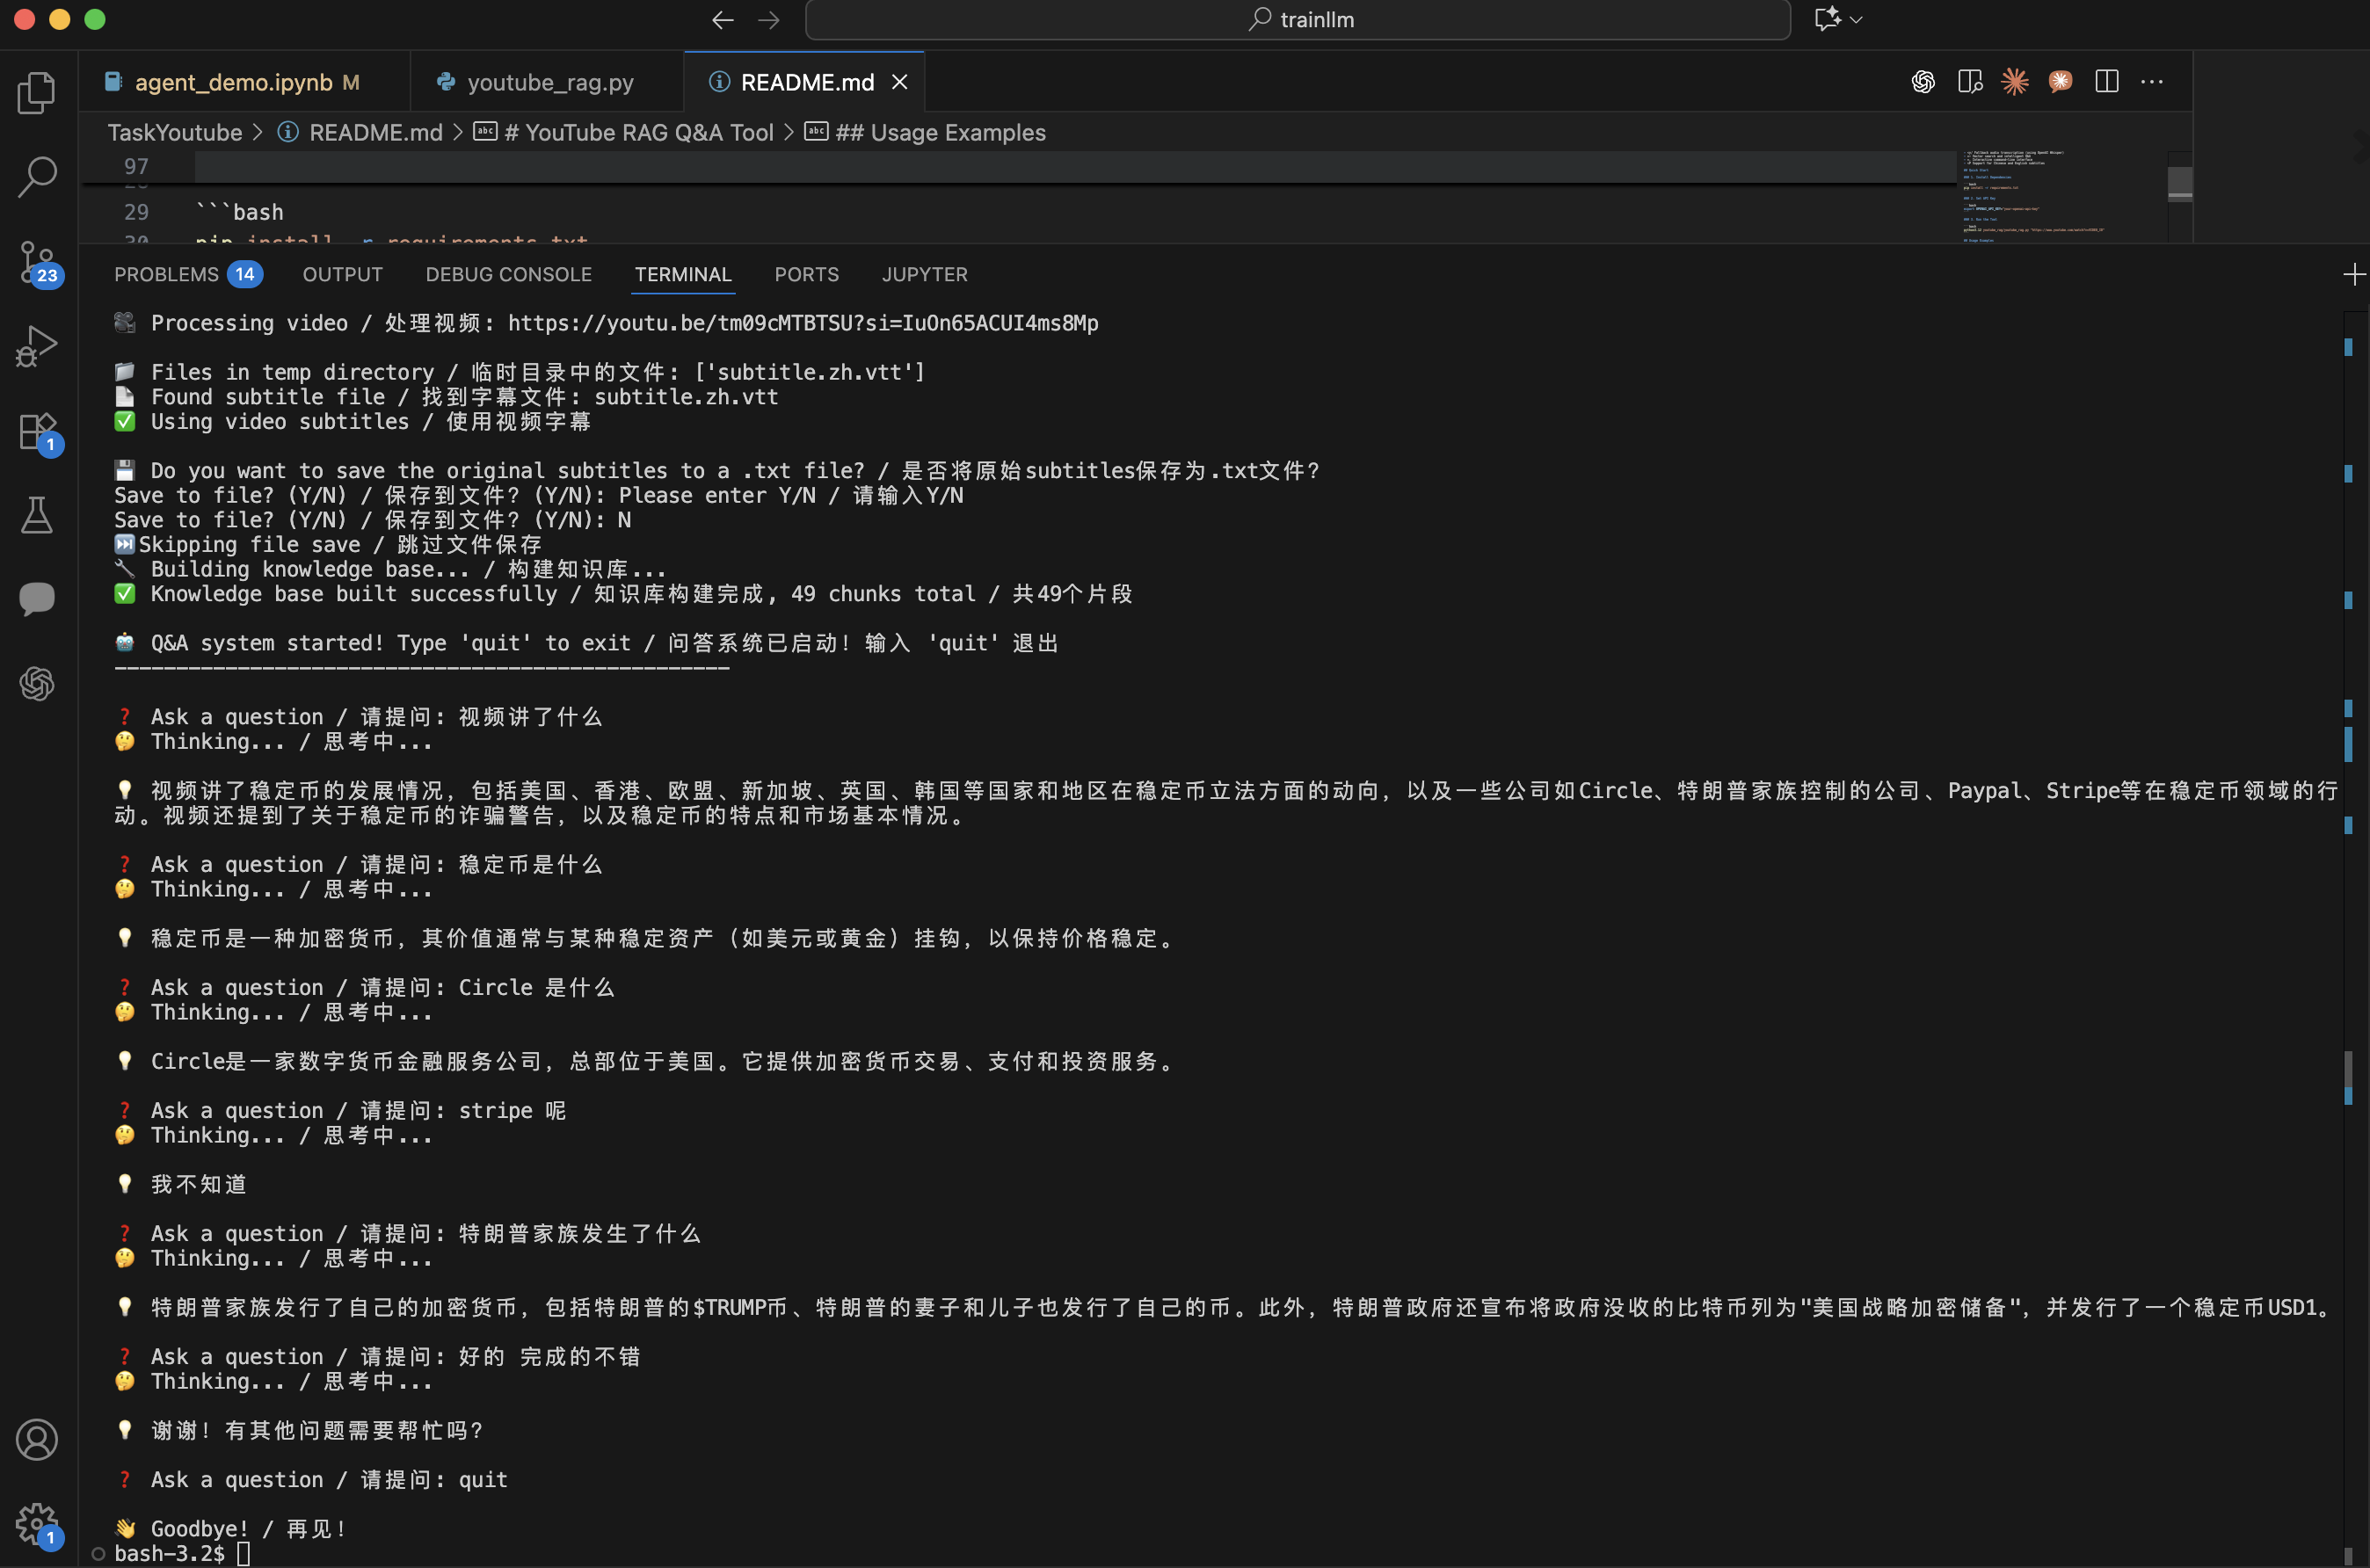 trainllm
agent_demo.ipynb M
youtube_rag.py
README.md
TaskYoutube > README.md > # YouTube RAG Q&A Tool > ## Usage Examples
97
29 ```bash
30 pip install -r requirements.txt
23
1
PROBLEMS 14 OUTPUT DEBUG CONSOLE TERMINAL PORTS JUPYTER
🎥 Processing video / 处理视频: https://youtu.be/tm09cMTBTSU?si=IuOn65ACUI4ms8Mp
📁 Files in temp directory / 临时目录中的文件: ['subtitle.zh.vtt']
📄 Found subtitle file / 找到字幕文件: subtitle.zh.vtt
✅ Using video subtitles / 使用视频字幕
💾 Do you want to save the original subtitles to a .txt file? / 是否将原始subtitles保存为.txt文件?
Save to file? (Y/N) / 保存到文件? (Y/N): Please enter Y/N / 请输入Y/N
Save to file? (Y/N) / 保存到文件? (Y/N): N
⏭️Skipping file save / 跳过文件保存
🔧 Building knowledge base... / 构建知识库...
✅ Knowledge base built successfully / 知识库构建完成, 49 chunks total / 共49个片段
🤖 Q&A system started! Type 'quit' to exit / 问答系统已启动! 输入 'quit' 退出
--------------------------------------------------
❓ Ask a question / 请提问: 视频讲了什么
🤔 Thinking... / 思考中...
💡 视频讲了稳定币的发展情况，包括美国、香港、欧盟、新加坡、英国、韩国等国家和地区在稳定币立法方面的动向，以及一些公司如Circle、特朗普家族控制的公司、Paypal、Stripe等在稳定币领域的行
动。视频还提到了关于稳定币的诈骗警告，以及稳定币的特点和市场基本情况。
❓ Ask a question / 请提问: 稳定币是什么
🤔 Thinking... / 思考中...
💡 稳定币是一种加密货币，其价值通常与某种稳定资产（如美元或黄金）挂钩，以保持价格稳定。
❓ Ask a question / 请提问: Circle 是什么
🤔 Thinking... / 思考中...
💡 Circle是一家数字货币金融服务公司，总部位于美国。它提供加密货币交易、支付和投资服务。
❓ Ask a question / 请提问: stripe 呢
🤔 Thinking... / 思考中...
💡 我不知道
❓ Ask a question / 请提问: 特朗普家族发生了什么
🤔 Thinking... / 思考中...
💡 特朗普家族发行了自己的加密货币，包括特朗普的$TRUMP币、特朗普的妻子和儿子也发行了自己的币。此外，特朗普政府还宣布将政府没收的比特币列为"美国战略加密储备"，并发行了一个稳定币USD1。
❓ Ask a question / 请提问: 好的 完成的不错
🤔 Thinking... / 思考中...
💡 谢谢！有其他问题需要帮忙吗?
❓ Ask a question / 请提问: quit
👋 Goodbye! / 再见!
1
bash-3.2$